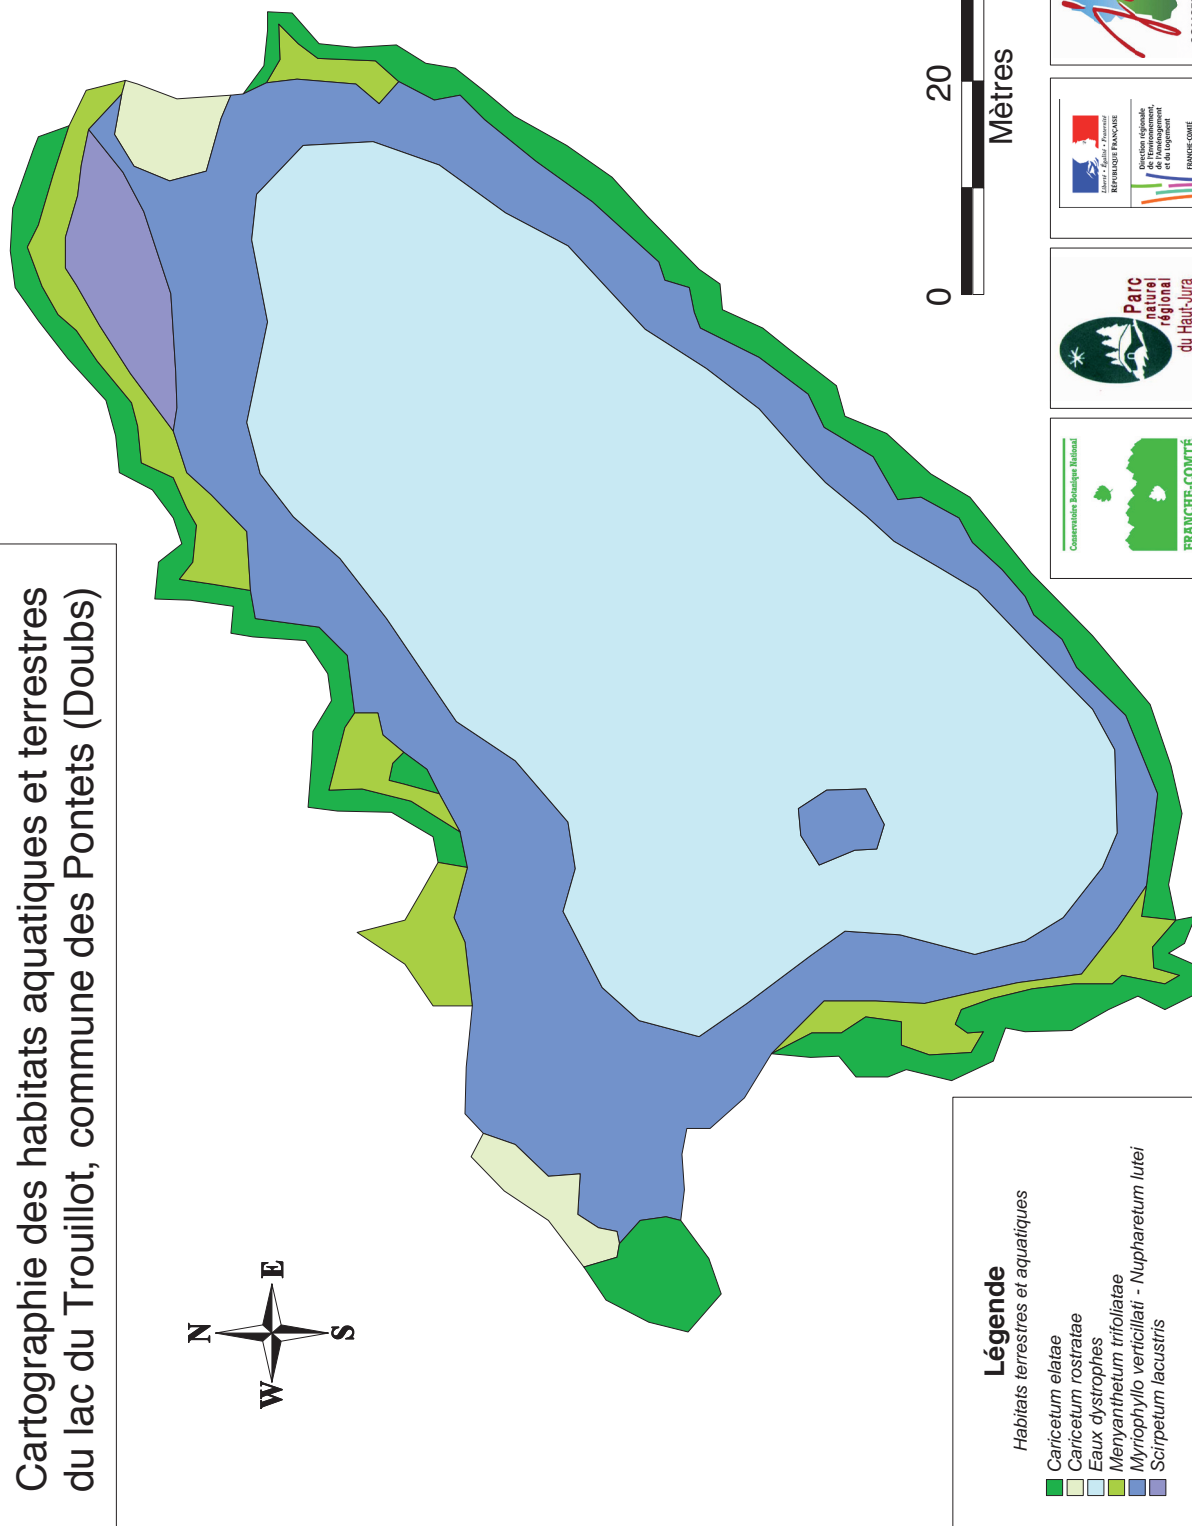 Cartographie des habitats aquatiques et terrestres
du lac du Trouillot, commune des Pontets (Doubs)
N
W
E
S
Légende
Habitats terrestres et aquatiques
Caricetum elatae
Caricetum rostratae
Eaux dystrophes
Menyanthetum trifoliatae
Myriophyllo verticillati - Nupharetum lutei
Scirpetum lacustris
0
20
Mètres
Conservatoire Botanique National
FRANCHE-COMTÉ
Parc
naturel
régional
du Haut-Jura
Liberté • Égalité • Fraternité
RÉPUBLIQUE FRANÇAISE
Direction régionale
de l'Environnement,
de l'Aménagement
et du Logement
FRANCHE-COMTÉ